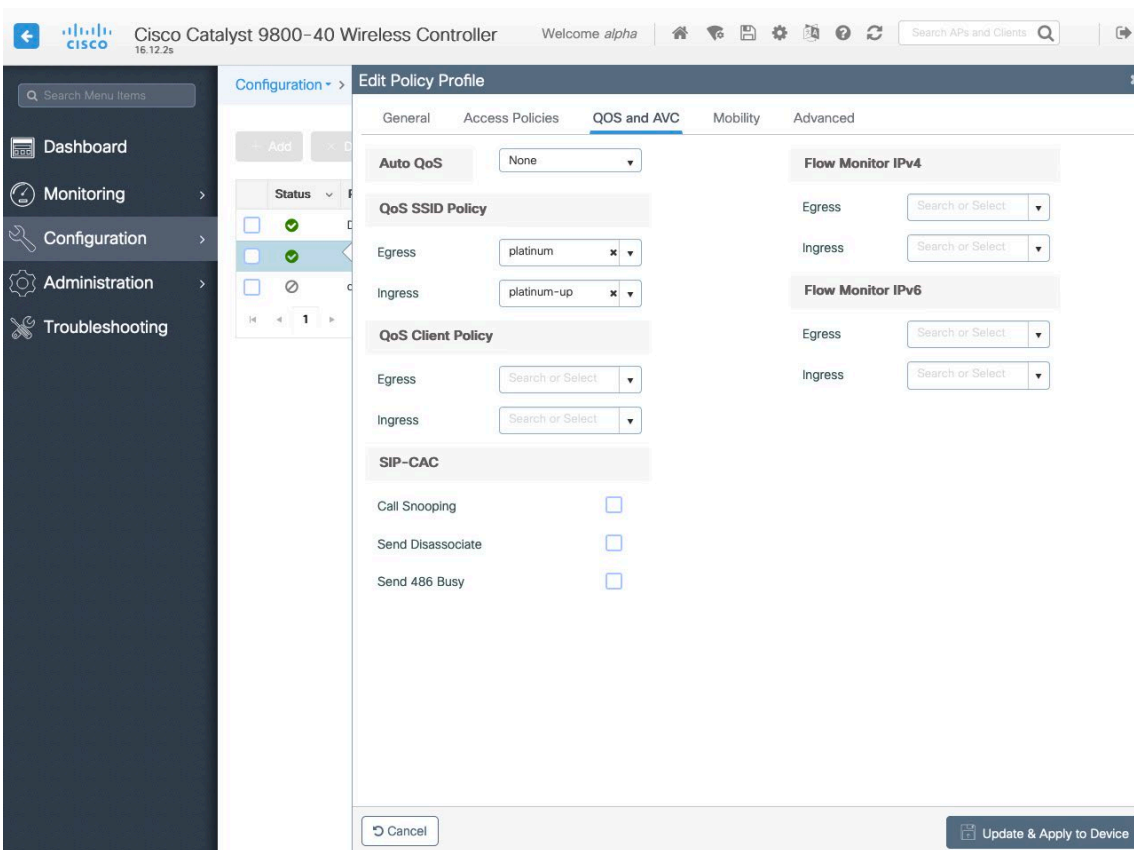 CISCO
Cisco Catalyst 9800-40 Wireless Controller
16.12.2s
Welcome alpha
Search APs and Clients
Search Menu Items
Dashboard
Monitoring
Configuration
Administration
Troubleshooting
Configuration >
Add
Status
1
Edit Policy Profile
General Access Policies QOS and AVC Mobility Advanced
Auto QoS None
QoS SSID Policy
Egress platinum
Ingress platinum-up
QoS Client Policy
Egress Search or Select
Ingress Search or Select
SIP-CAC
Call Snooping
Send Disassociate
Send 486 Busy
Flow Monitor IPv4
Egress Search or Select
Ingress Search or Select
Flow Monitor IPv6
Egress Search or Select
Ingress Search or Select
Cancel
Update & Apply to Device